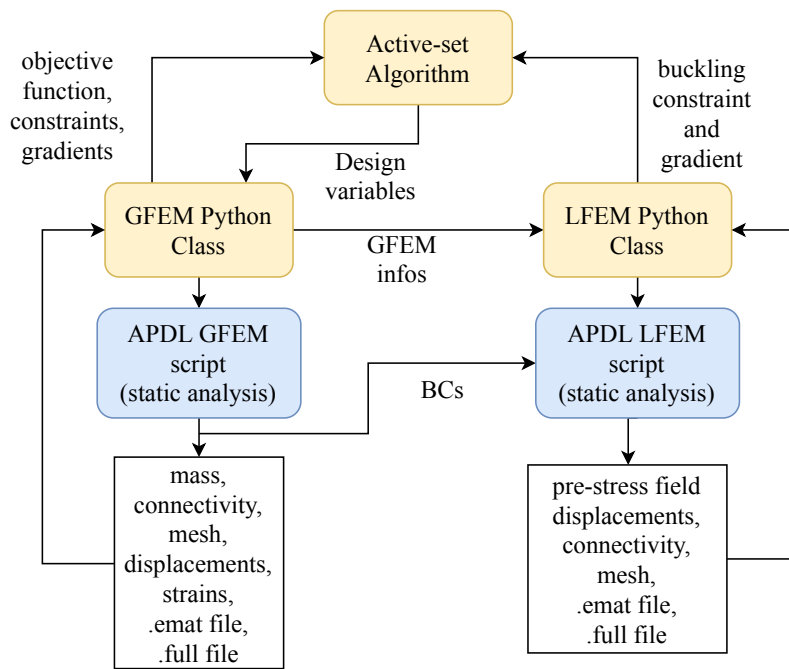 Active-set
Algorithm
objective
function,
constraints,
gradients
buckling
constraint
and
gradient
Design
variables
GFEM Python
Class
GFEM
infos
LFEM Python
Class
APDL GFEM
script
(static analysis)
BCs
APDL LFEM
script
(static analysis)
mass,
connectivity,
mesh,
displacements,
strains,
.emat file,
.full file
pre-stress field
displacements,
connectivity,
mesh,
.emat file,
.full file